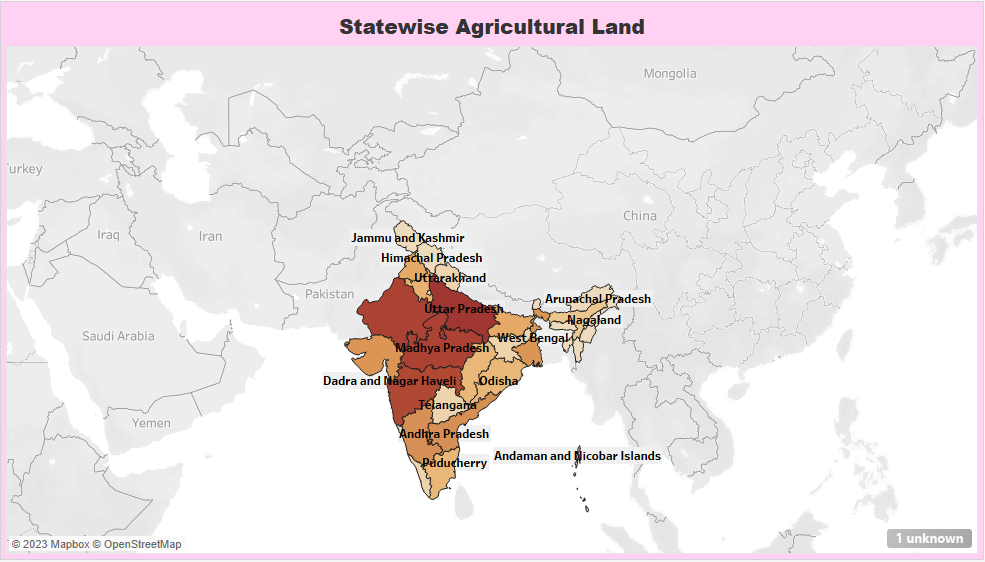 Statewise Agricultural Land
Mongolia
urkey
China
Iraq
Iran
Jammu and Kashmir
Himachal Pradesh
Uttarakhand
Pakistan
Arunachal Pradesh
Uttar Pradesh
Nagaland
Saudi Arabia
West Bengal
Madhya Pradesh
Dadra and Nagar Haveli
Odisha
Telangana
Yemen
Andhra Pradesh
Andaman and Nicobar Islands
Puducherry
© 2023 Mapbox © OpenStreetMap
1 unknown